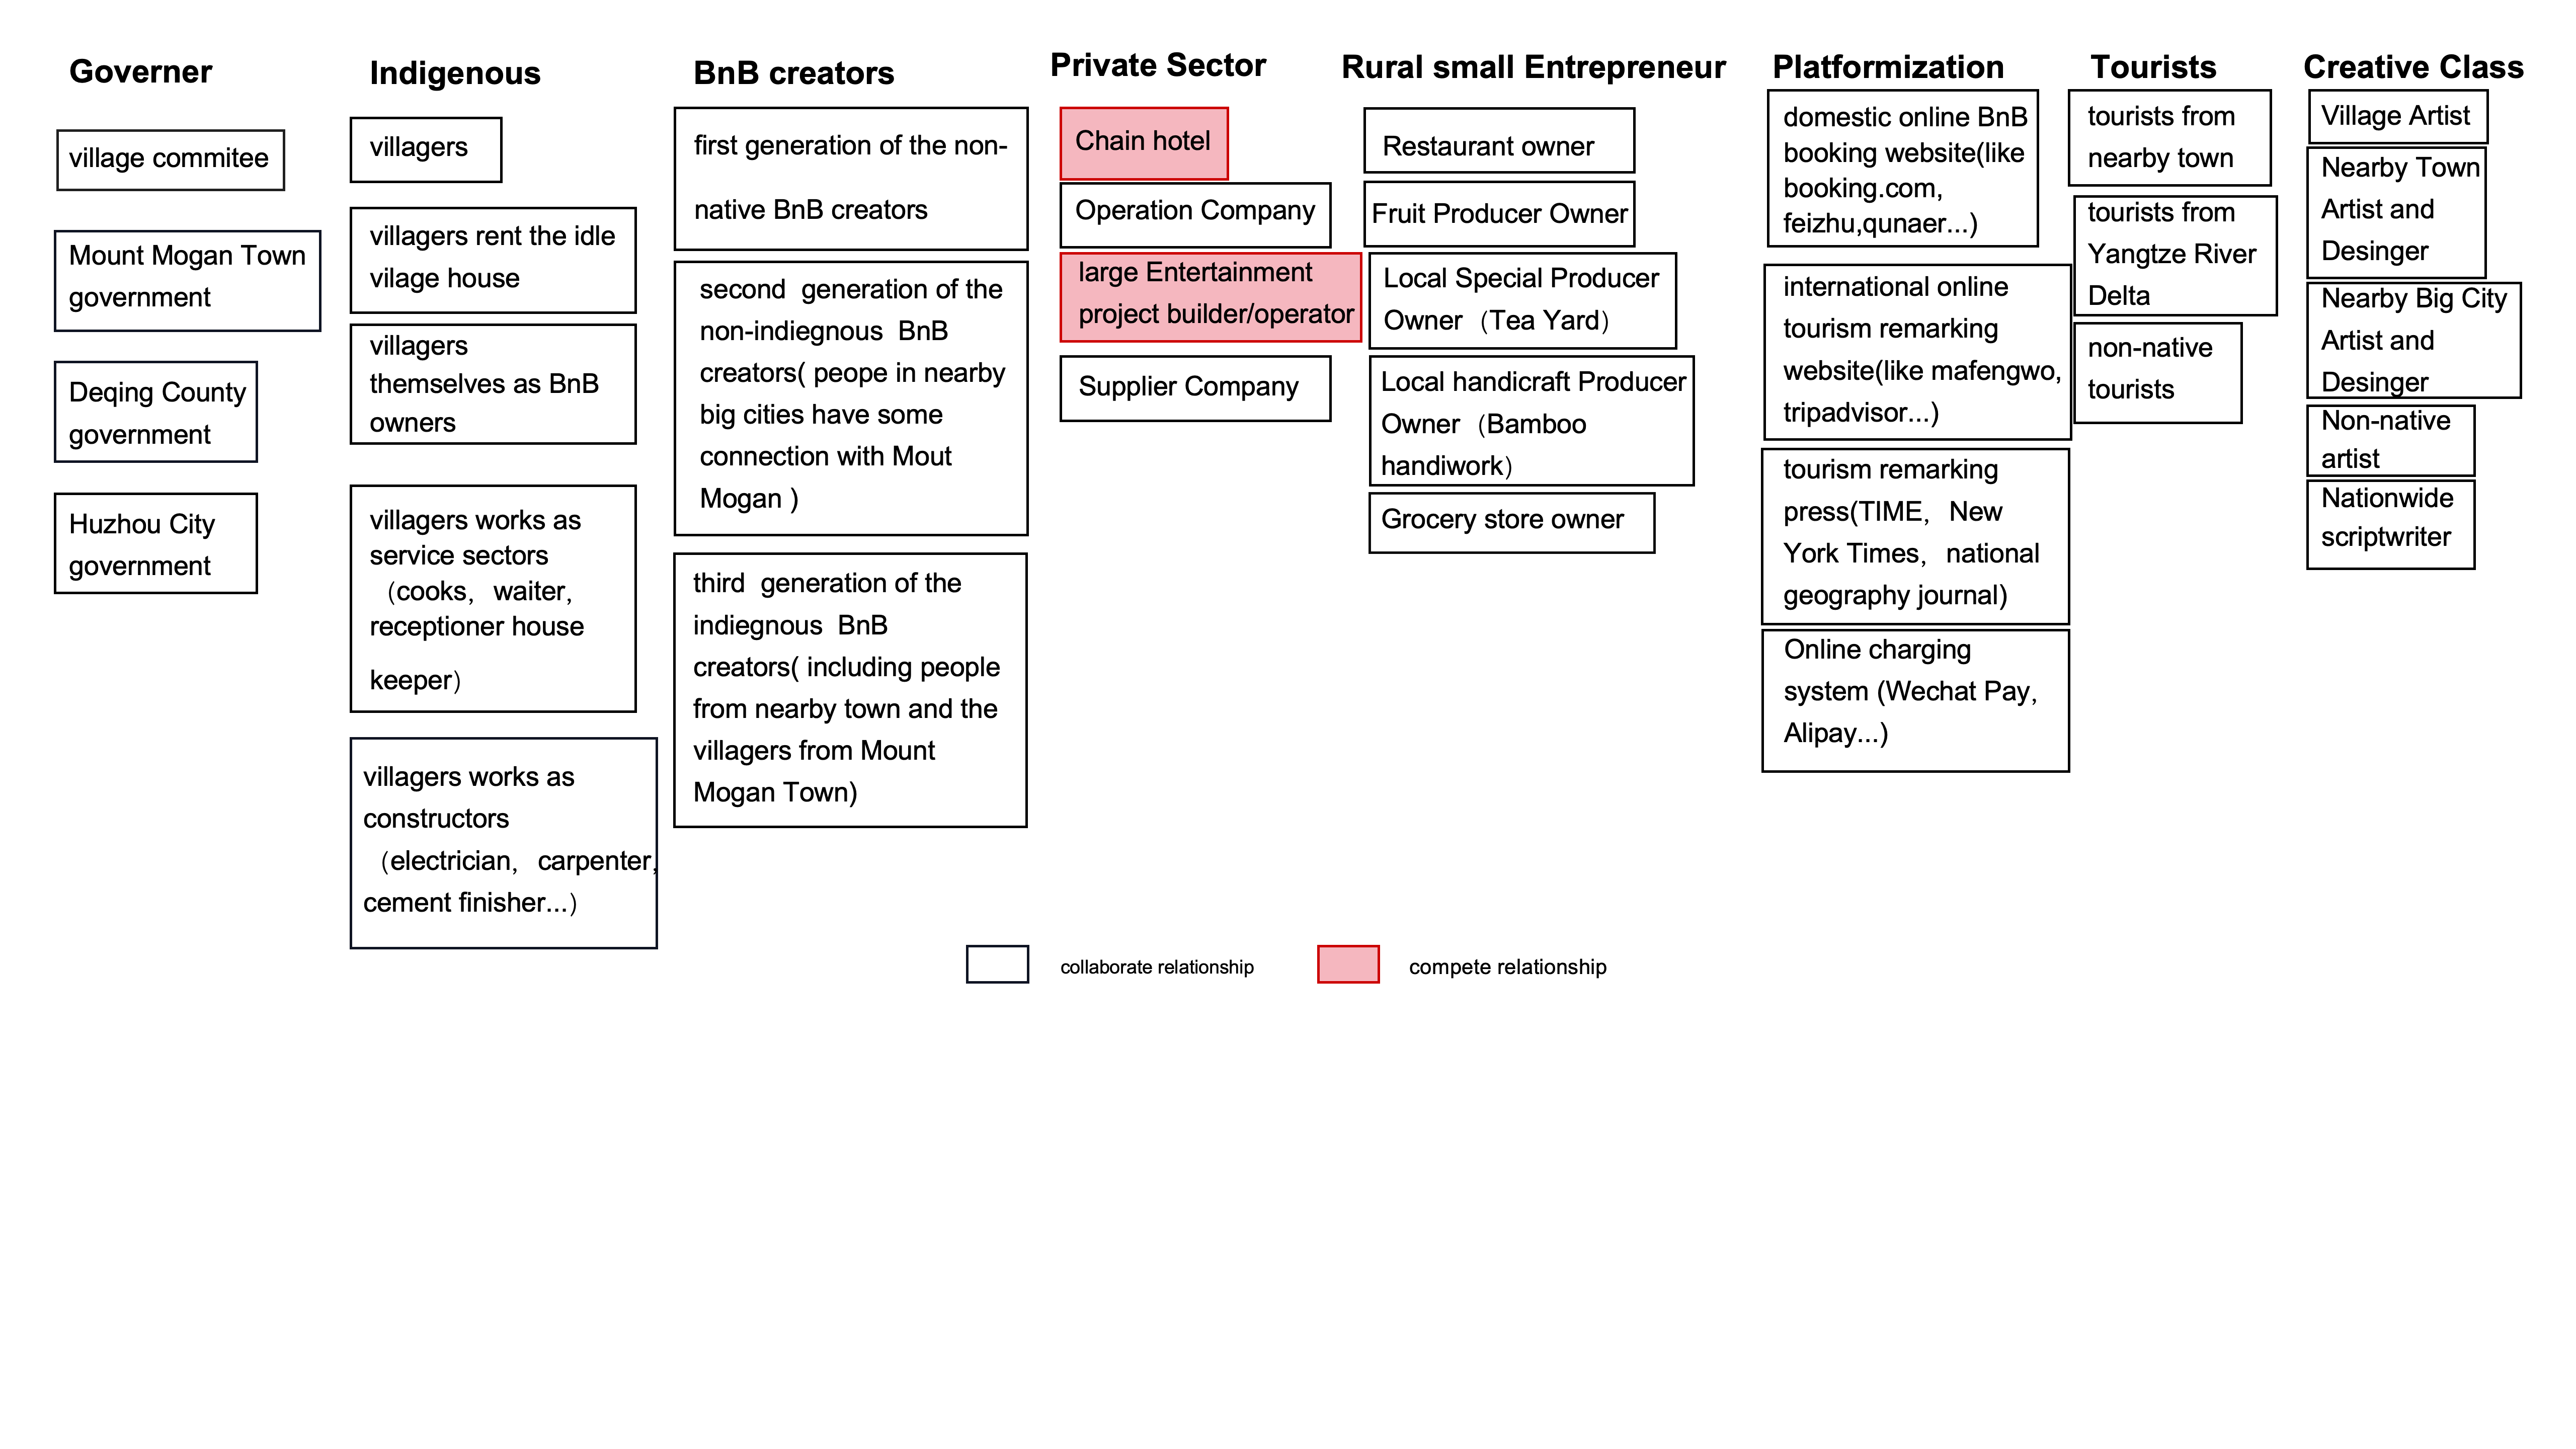 Governer
village commitee
Mount Mogan Town
government
Deqing County
government
Huzhou City
government
Indigenous
villagers
villagers rent the idle
vilage house
villagers
themselves as BnB
owners
villagers works as
service sectors
（cooks，waiter，
receptioner house
keeper）
villagers works as
constructors
（electrician，carpenter,
cement finisher...）
BnB creators
first generation of the non-
native BnB creators
second generation of the
non-indiegnous BnB
creators( peope in nearby
big cities have some
connection with Mout
Mogan )
third generation of the
indiegnous BnB
creators( including people
from nearby town and the
villagers from Mount
Mogan Town)
Private Sector
Chain hotel
Operation Company
large Entertainment
project builder/operator
Supplier Company
Rural small Entrepreneur
Restaurant owner
Fruit Producer Owner
Local Special Producer
Owner（Tea Yard）
Local handicraft Producer
Owner（Bamboo
handiwork）
Grocery store owner
Platformization
domestic online BnB
booking website(like
booking.com,
feizhu,qunaer...)
international online
tourism remarking
website(like mafengwo,
tripadvisor...)
tourism remarking
press(TIME，New
York Times，national
geography journal)
Online charging
system (Wechat Pay,
Alipay...)
Tourists
tourists from
nearby town
tourists from
Yangtze River
Delta
non-native
tourists
Creative Class
Village Artist
Nearby Town
Artist and
Desinger
Nearby Big City
Artist and
Desinger
Non-native
artist
Nationwide
scriptwriter
collaborate relationship
compete relationship